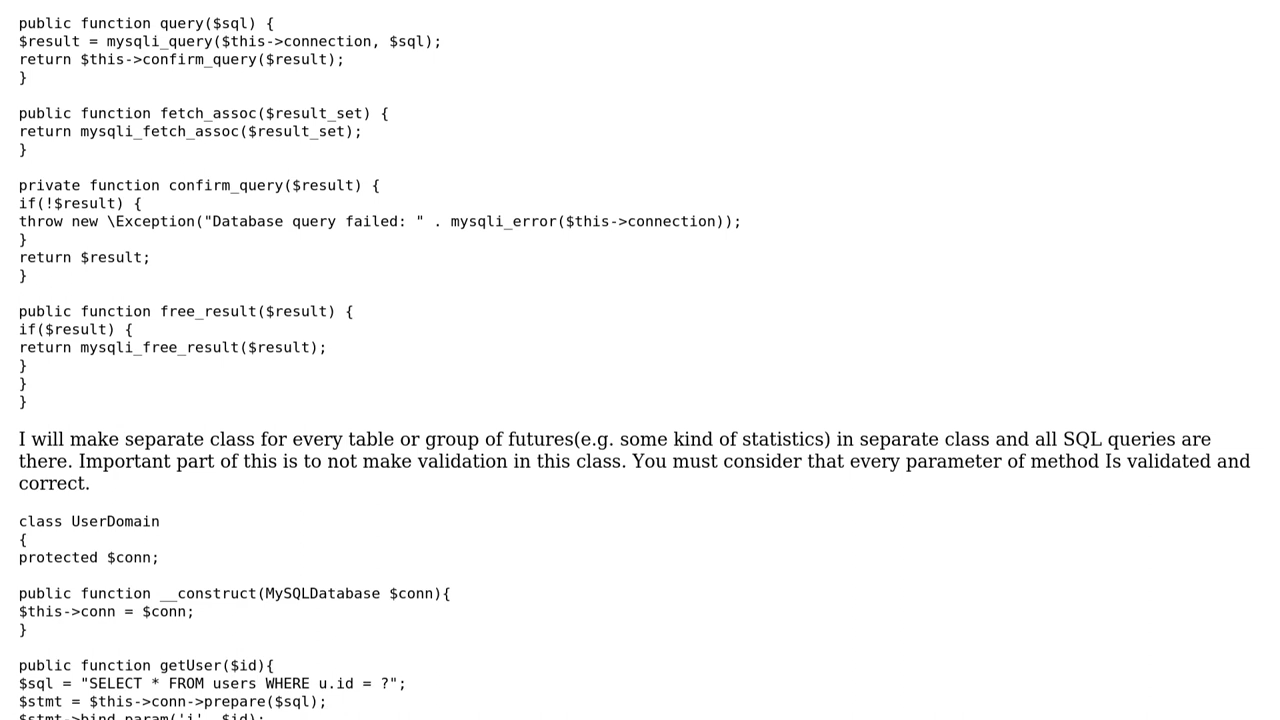 public function query($sql) {
$result = mysqli_query($this->connection, $sql);
return $this->confirm_query($result);
}
public function fetch_assoc($result_set) {
return mysqli_fetch_assoc($result_set);
}
private function confirm_query($result) {
if(!$result) {
throw new \Exception("Database query failed: " . mysqli_error($this->connection));
}
return $result;
}
public function free_result($result) {
if($result) {
return mysqli_free_result($result);
}
}
}
I will make separate class for every table or group of futures(e.g. some kind of statistics) in separate class and all SQL queries are
there. Important part of this is to not make validation in this class. You must consider that every parameter of method Is validated and
correct.
class UserDomain
{
protected $conn;
public function __construct(MySQLDatabase $conn){
$this->conn = $conn;
}
public function getUser($id){
$sql = "SELECT * FROM users WHERE u.id = ?";
$stmt = $this->conn->prepare($sql);
$stmt->bind_param('i', $id);